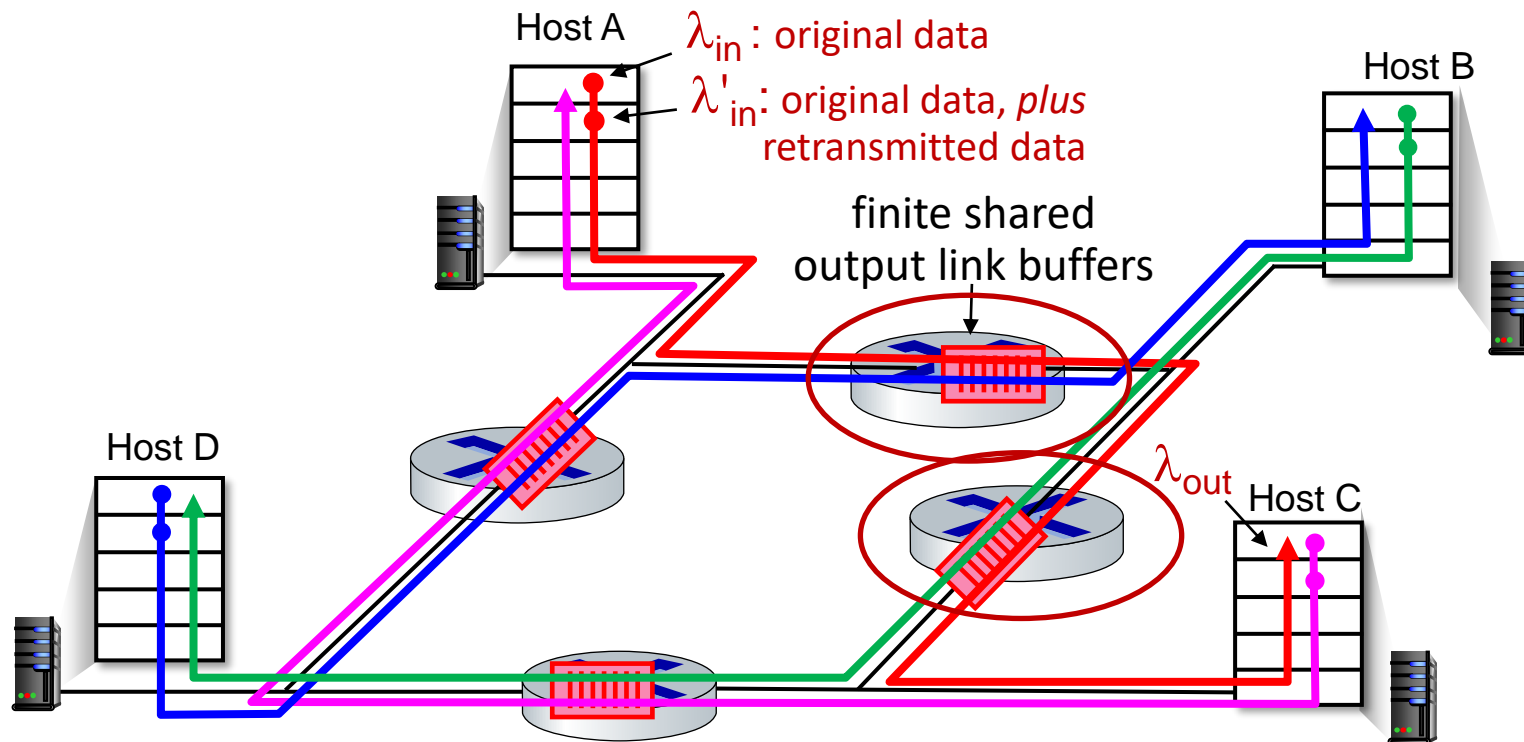 Host A
λin : original data
λ'in: original data, plus
retransmitted data
Host B
finite shared
output link buffers
Host D
λout
Host C